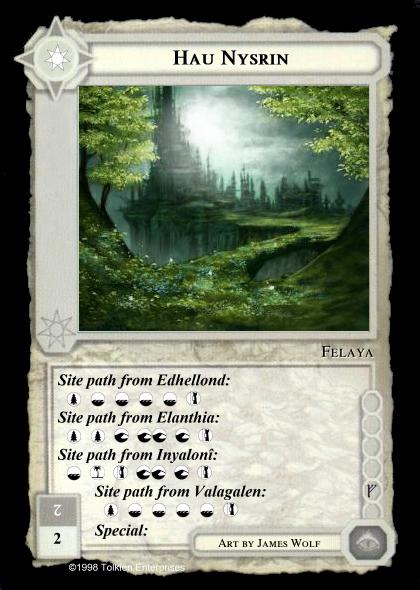 Hau Nysrin
Felaya
Site path from Edhellond:
Site path from Elanthia:
Site path from Inyalonî:
Site path from Valagalen:
2
2
Special:
Art by James Wolf
©1998 Tolkien Enterprises